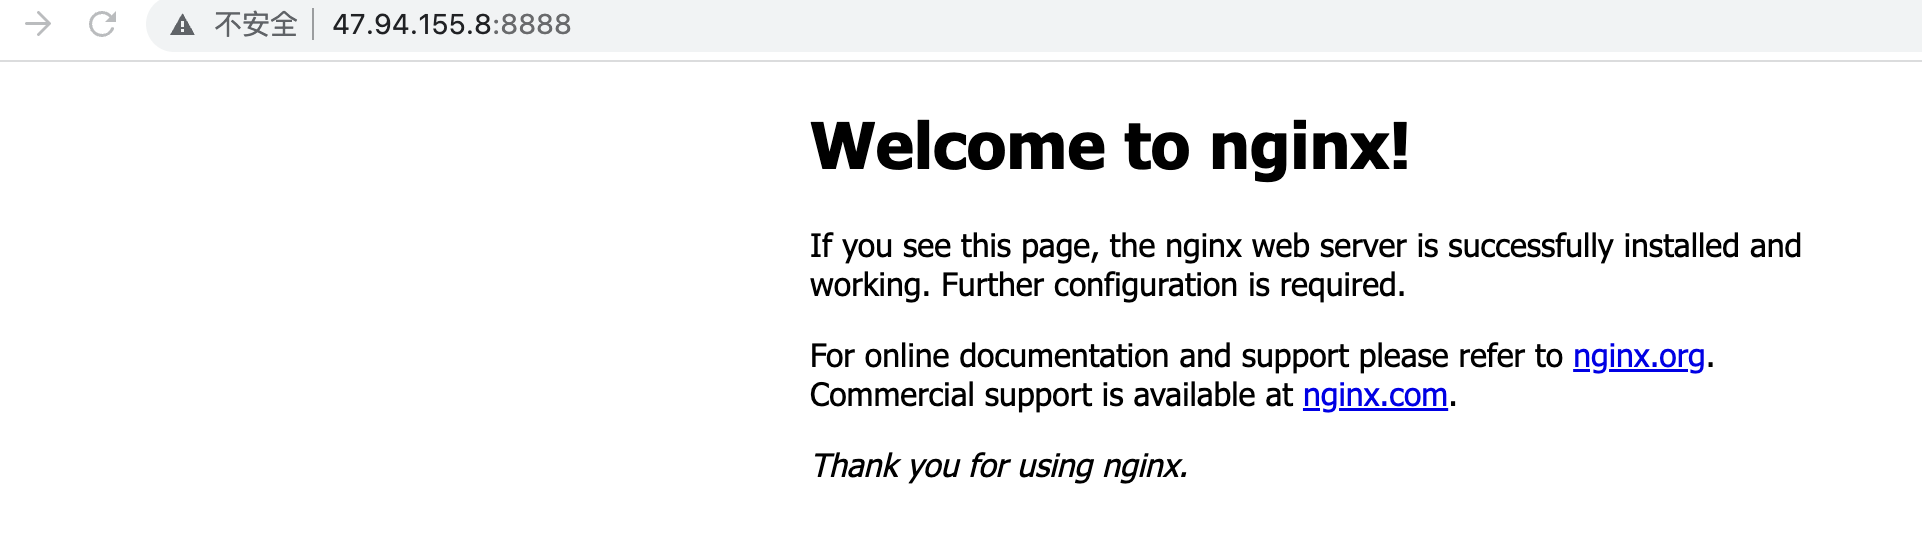 不安全 47.94.155.8:8888
Welcome to nginx!
If you see this page, the nginx web server is successfully installed and
working. Further configuration is required.
For online documentation and support please refer to nginx.org.
Commercial support is available at nginx.com.
Thank you for using nginx.